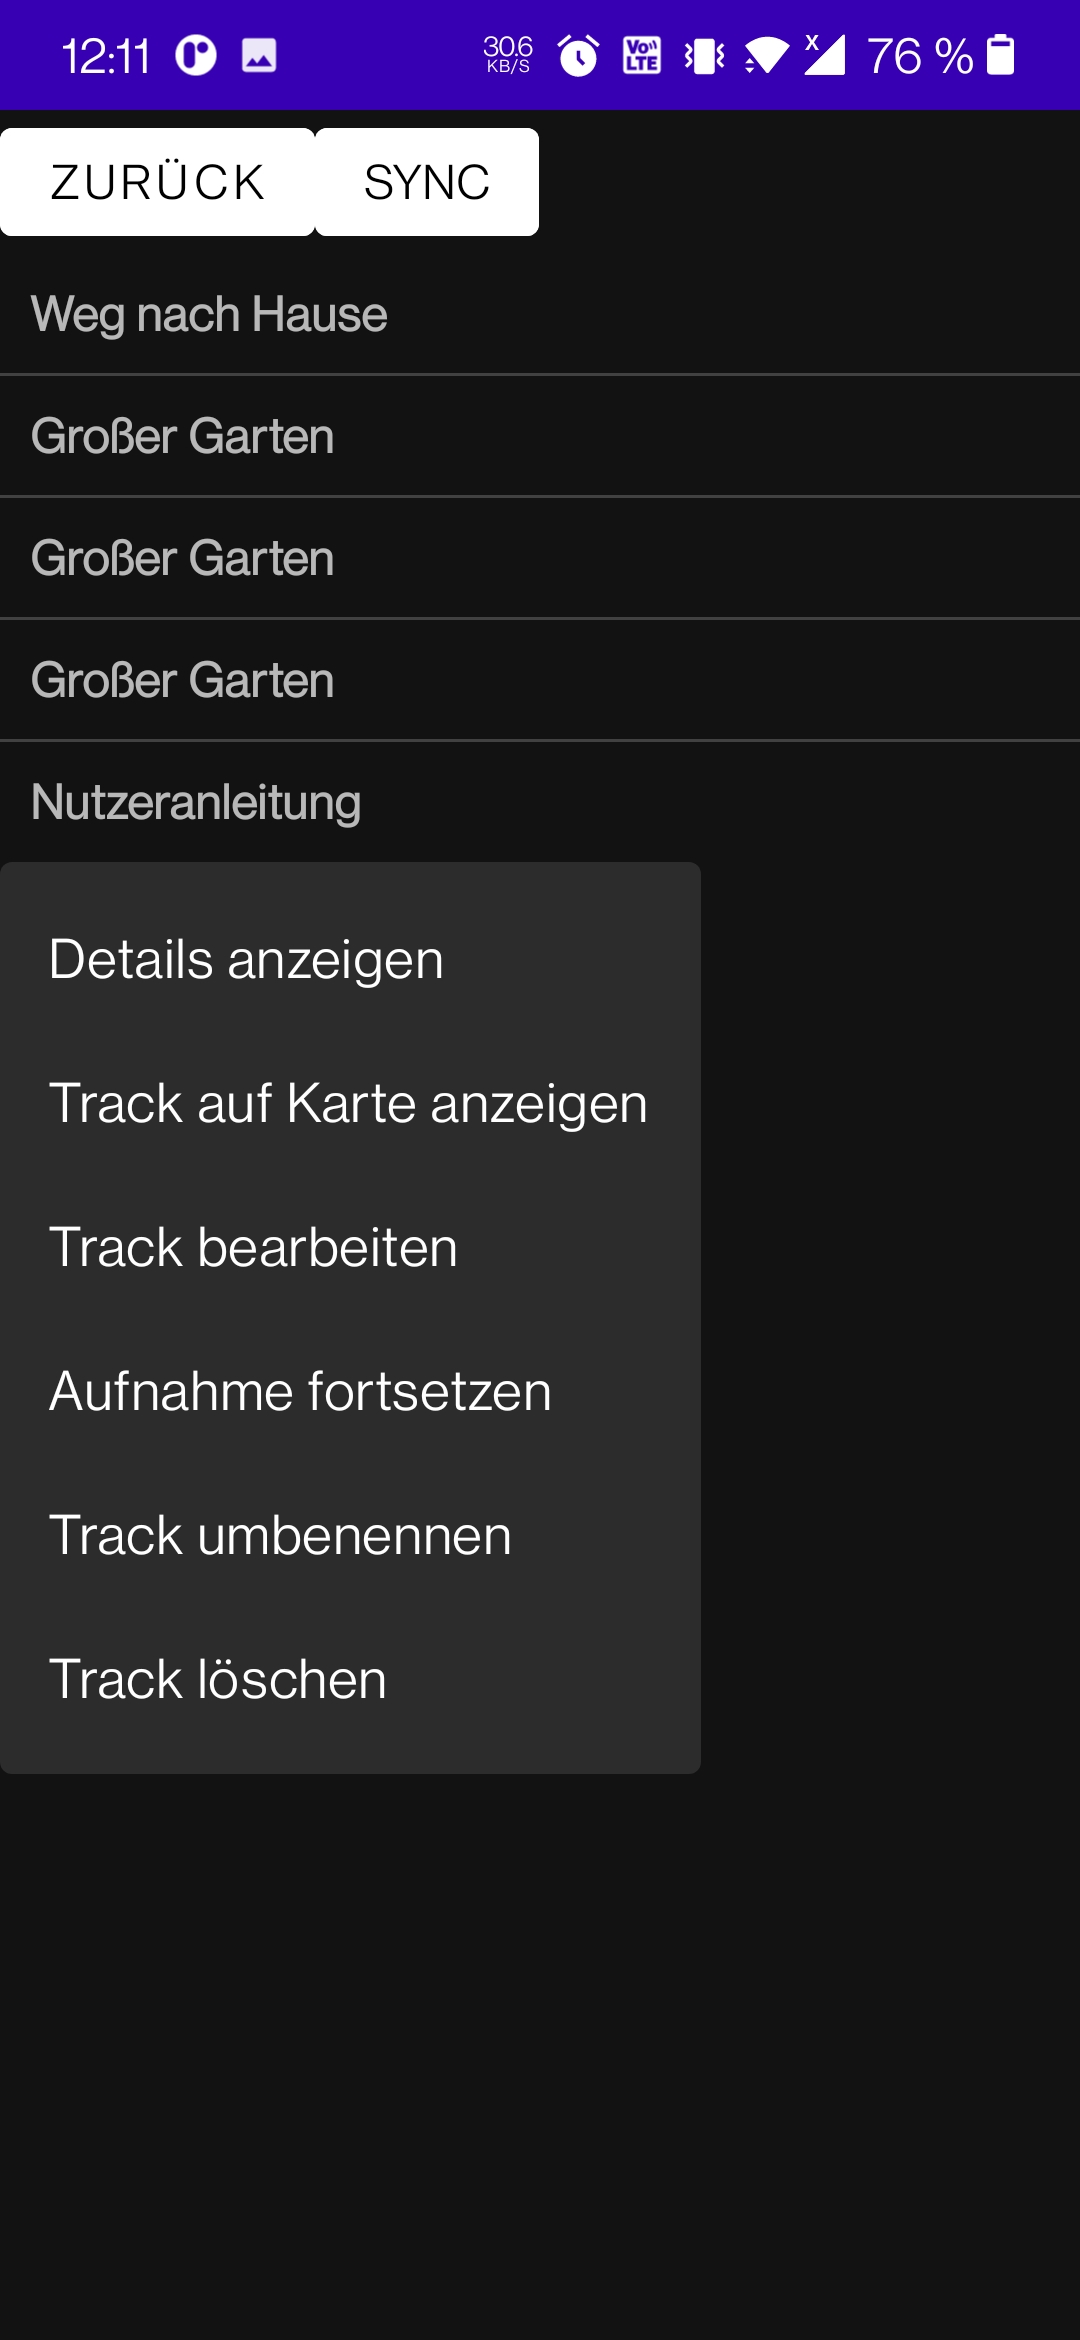 12:11 30.6 KB/S Vo LTE X 76 %
ZURÜCK SYNC
Weg nach Hause
Großer Garten
Großer Garten
Großer Garten
Nutzeranleitung
Details anzeigen
Track auf Karte anzeigen
Track bearbeiten
Aufnahme fortsetzen
Track umbenennen
Track löschen